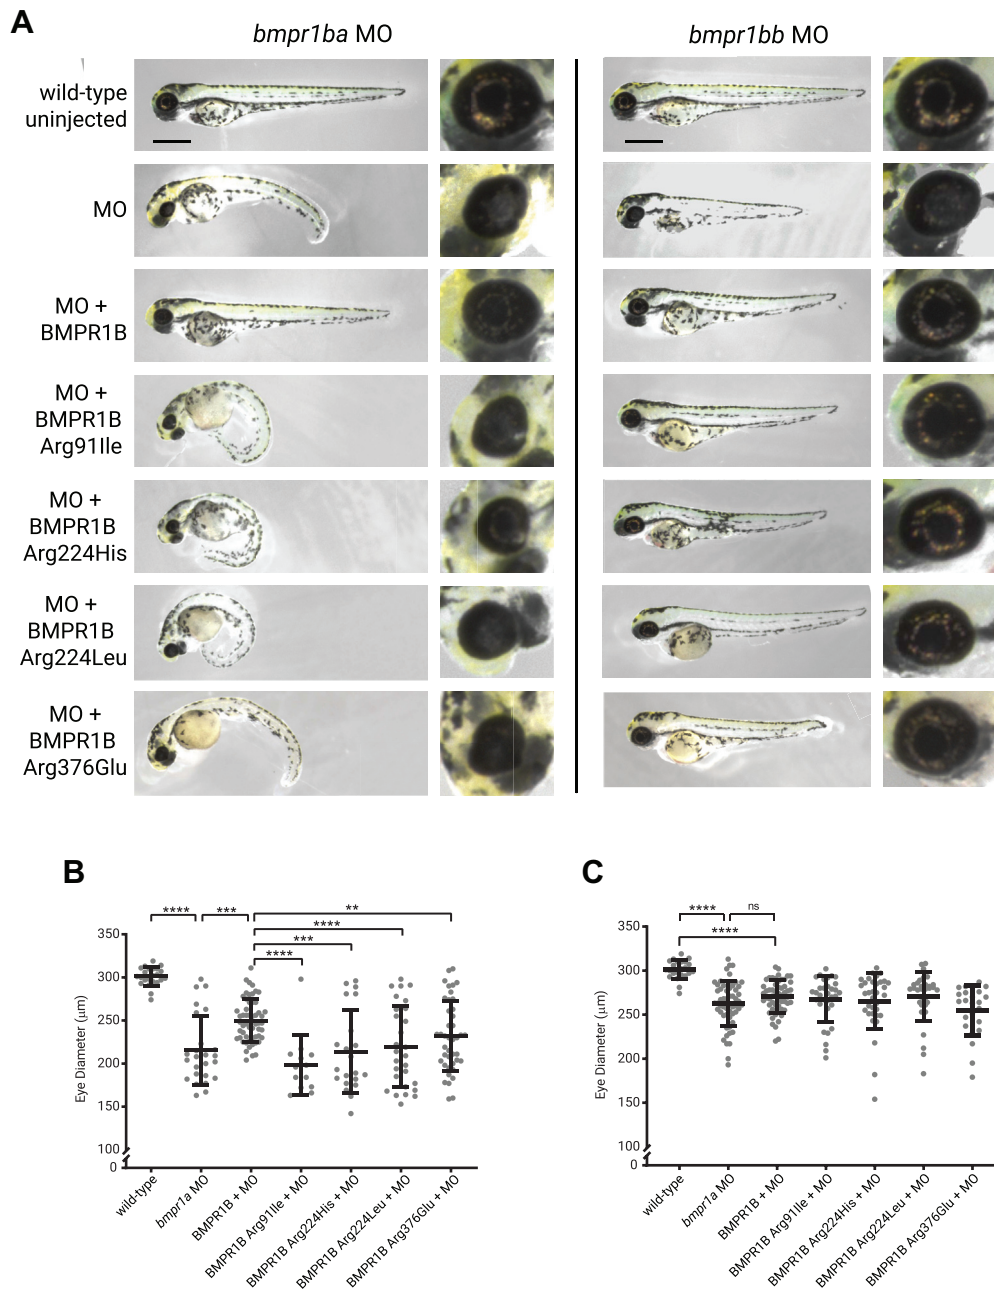 A
bmpr1ba MO
bmpr1bb MO
wild-type
uninjected
MO
MO +
BMPR1B
MO +
BMPR1B
Arg91Ile
MO +
BMPR1B
Arg224His
MO +
BMPR1B
Arg224Leu
MO +
BMPR1B
Arg376Glu
B
**** *** **
****
***
****
350
300
250
200
150
100
0
Eye Diameter (µm)
wild-type
bmpr1a MO
BMPR1B + MO
BMPR1B Arg91Ile + MO
BMPR1B Arg224His + MO
BMPR1B Arg224Leu + MO
BMPR1B Arg376Glu + MO
C
**** ns
****
350
300
250
200
150
100
0
Eye Diameter (µm)
wild-type
bmpr1a MO
BMPR1B + MO
BMPR1B Arg91Ile + MO
BMPR1B Arg224His + MO
BMPR1B Arg224Leu + MO
BMPR1B Arg376Glu + MO